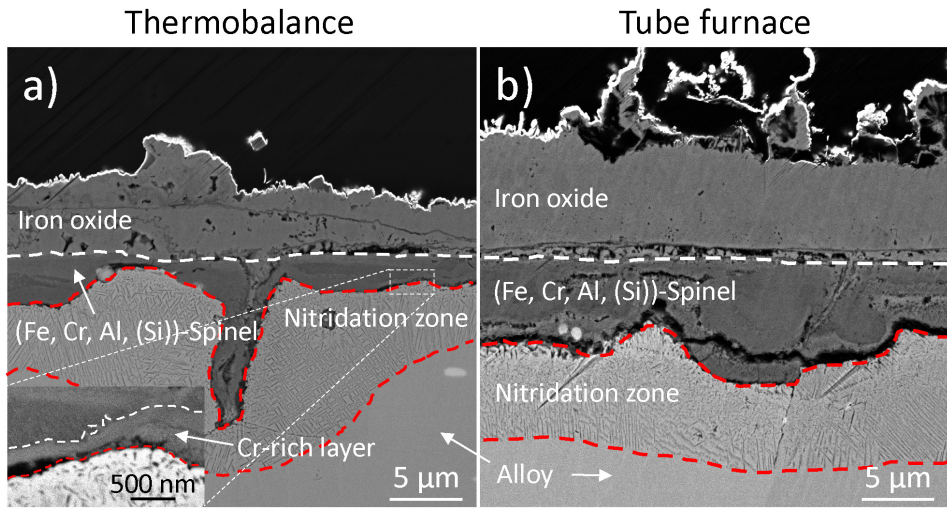 Thermobalance
Tube furnace
a)
b)
Iron oxide
Iron oxide
(Fe, Cr, Al, (Si))-Spinel
(Fe, Cr, Al, (Si))-Spinel
Nitridation zone
Nitridation zone
Cr-rich layer
500 nm
5 µm
Alloy
5 µm